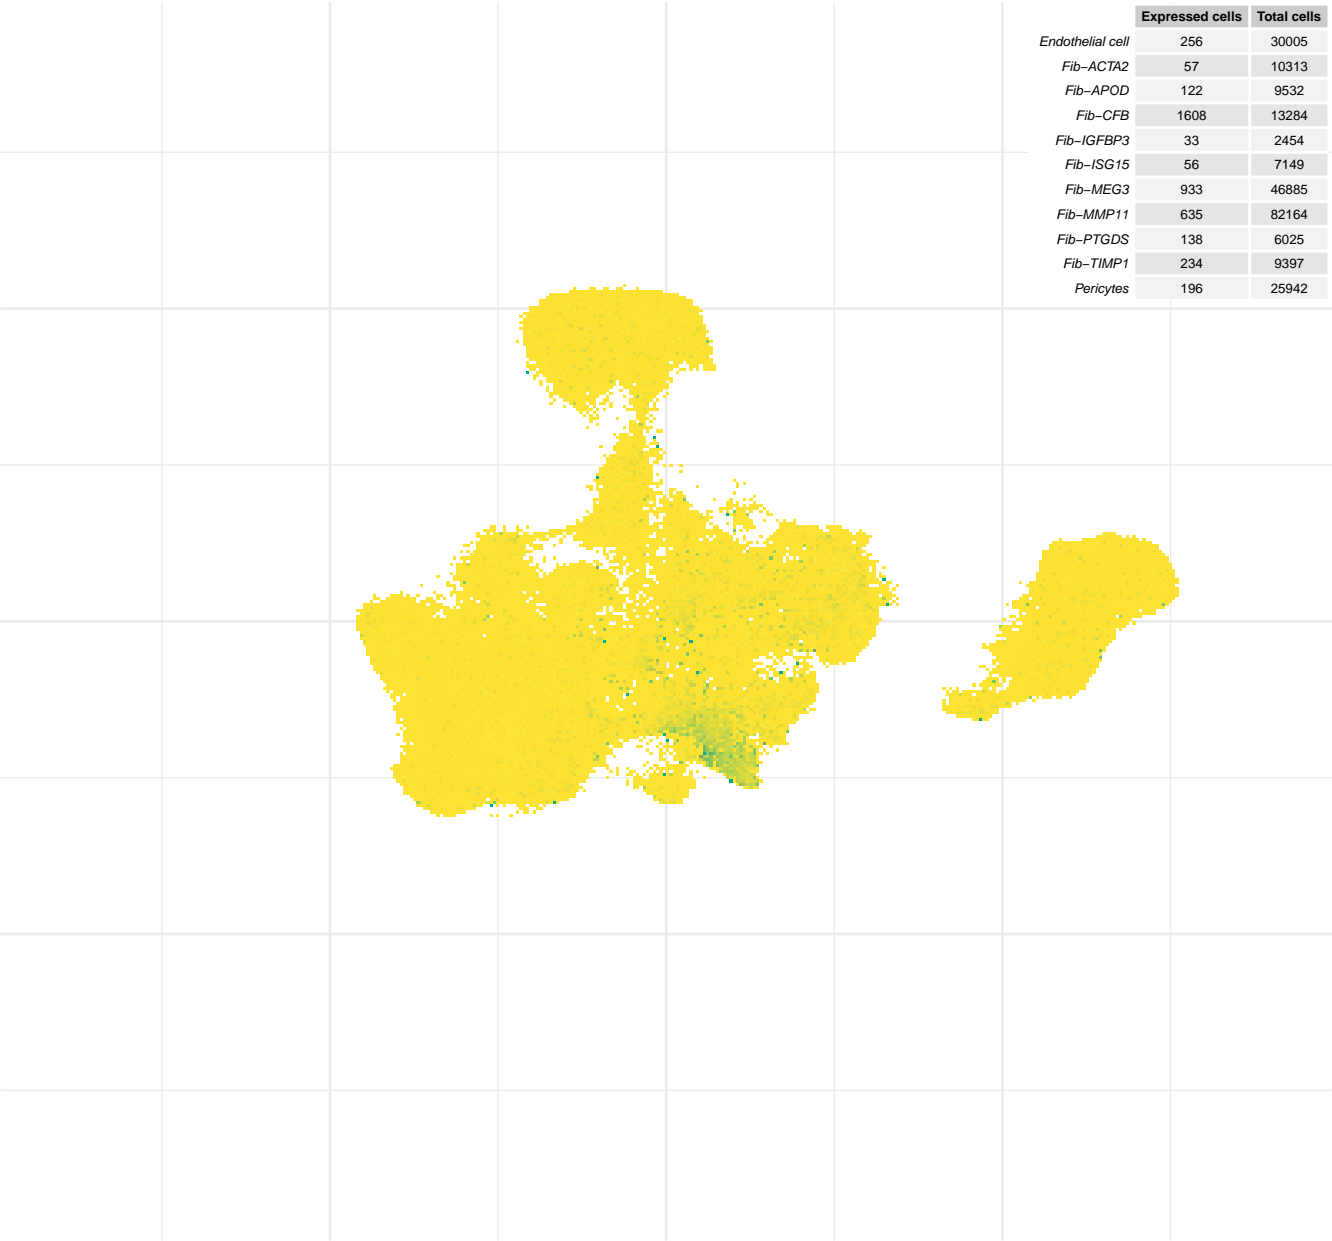 Expressed cells Total cells
Endothelial cell 256 30005
Fib−ACTA2 57 10313
Fib−APOD 122 9532
Fib−CFB 1608 13284
Fib−IGFBP3 33 2454
Fib−ISG15 56 7149
Fib−MEG3 933 46885
Fib−MMP11 635 82164
Fib−PTGDS 138 6025
Fib−TIMP1 234 9397
Pericytes 196 25942